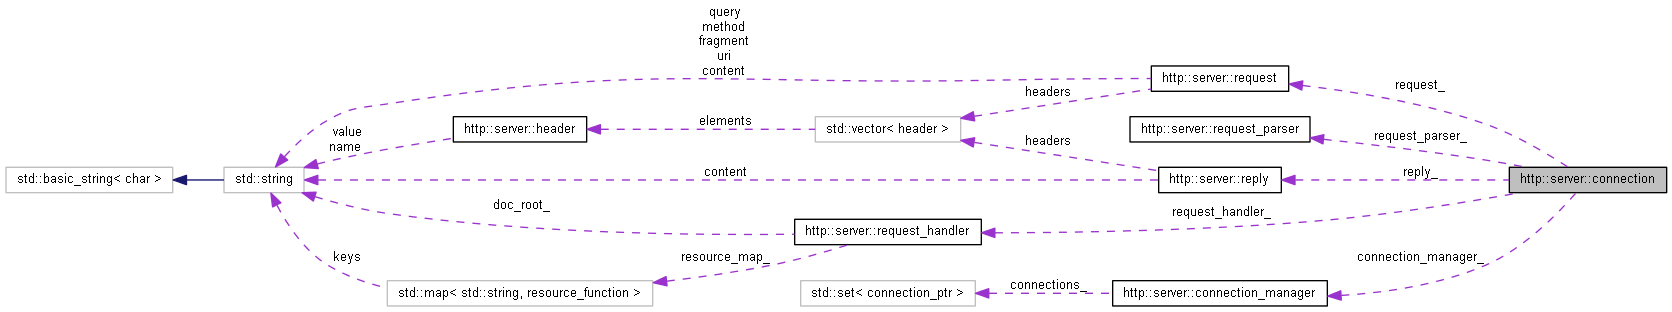 query
method
fragment
uri
content
http::server::request
request_
headers
value
name
http::server::header
elements
std::vector< header >
http::server::request_parser
request_parser_
headers
std::basic_string< char >
std::string
content
http::server::reply
reply_
http::server::connection
doc_root_
http::server::request_handler
request_handler_
keys
resource_map_
connection_manager_
std::map< std::string, resource_function >
std::set< connection_ptr >
connections_
http::server::connection_manager